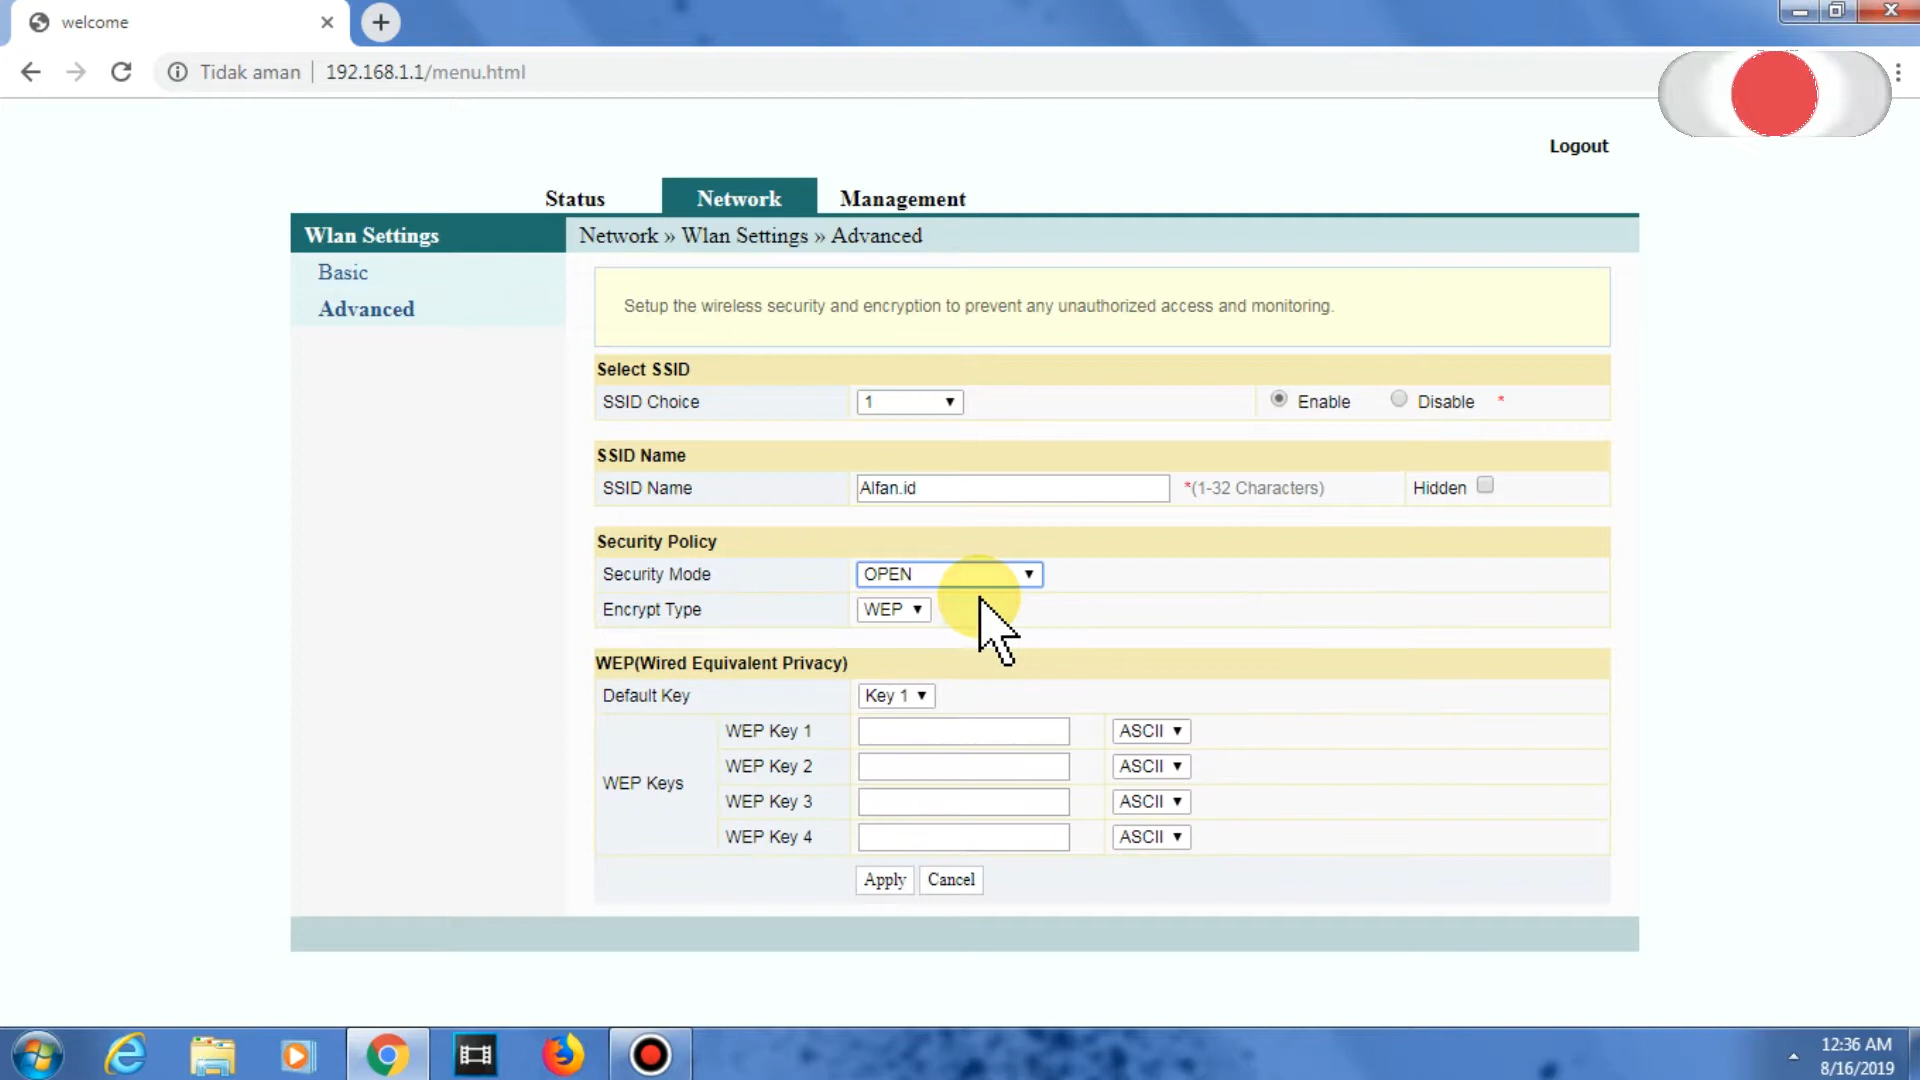 welcome
Tidak aman 192.168.1.1/menu.html
Logout
Status Network Management
Wlan Settings
Basic
Advanced
Network » Wlan Settings » Advanced
Setup the wireless security and encryption to prevent any unauthorized access and monitoring.
Select SSID
SSID Choice 1 Enable Disable *
SSID Name
SSID Name Alfan.id *(1-32 Characters) Hidden
Security Policy
Security Mode OPEN
Encrypt Type WEP
WEP(Wired Equivalent Privacy)
Default Key Key 1
WEP Keys
WEP Key 1 ASCII
WEP Key 2 ASCII
WEP Key 3 ASCII
WEP Key 4 ASCII
Apply Cancel
12:36 AM
8/16/2019